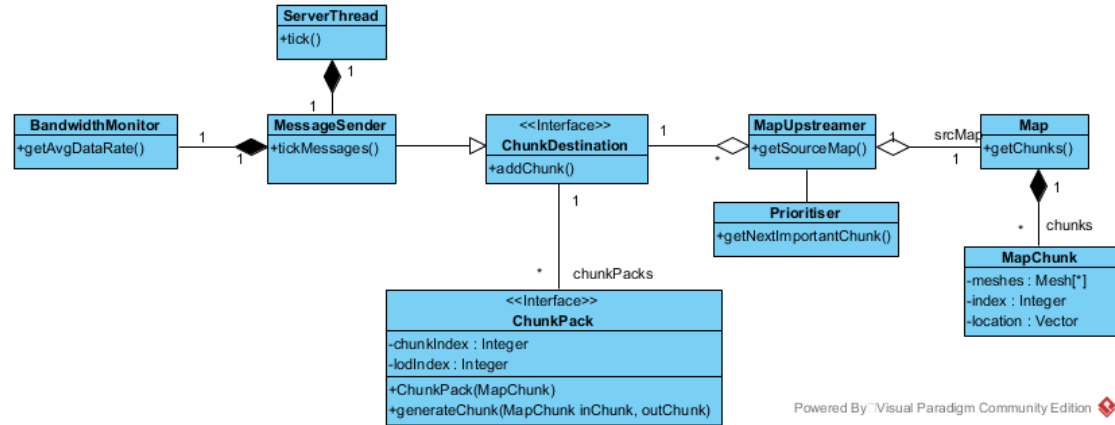 ServerThread
+tick()
1
1
BandwidthMonitor
+getAvgDataRate()
1
1
MessageSender
+tickMessages()
<<Interface>>
ChunkDestination
+addChunk()
1
*
MapUpstreamer
+getSourceMap()
1
srcMap
1
Map
+getChunks()
1
* chunks
Prioritiser
+getNextImportantChunk()
MapChunk
-meshes : Mesh[*]
-index : Integer
-location : Vector
1
* chunkPacks
<<Interface>>
ChunkPack
-chunkIndex : Integer
-lodIndex : Integer
+ChunkPack(MapChunk)
+generateChunk(MapChunk inChunk, outChunk)
Powered By Visual Paradigm Community Edition